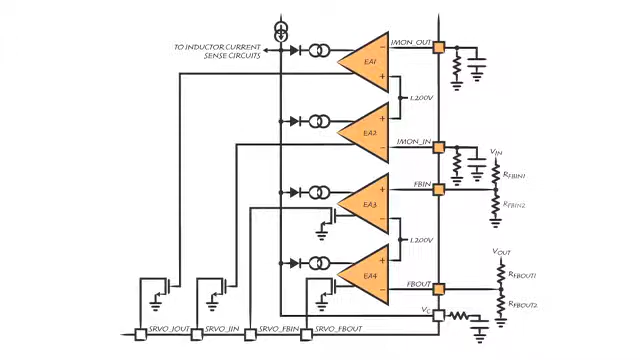 IMON_OUT
TO INDUCTOR CURRENT
SENSE CIRCUITS
−
EA1
+
1.200V
+
EA2
−
IMON_IN
VIN
FBIN
RFBIN1
+
EA3
−
RFBIN2
1.200V
+
EA4
−
VOUT
RFBOUT1
FBOUT
RFBOUT2
VC
SRVO_IOUT
SRVO_IIN
SRVO_FBIN
SRVO_FBOUT